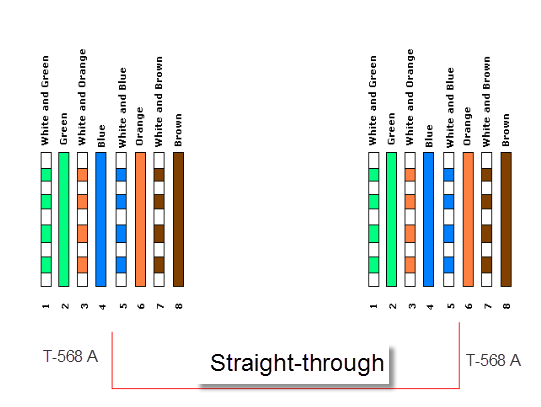 White and Green
Green
White and Orange
Blue
White and Blue
Orange
White and Brown
Brown
1 2 3 4 5 6 7 8
T-568 A
White and Green
Green
White and Orange
Blue
White and Blue
Orange
White and Brown
Brown
1 2 3 4 5 6 7 8
T-568 A
Straight-through